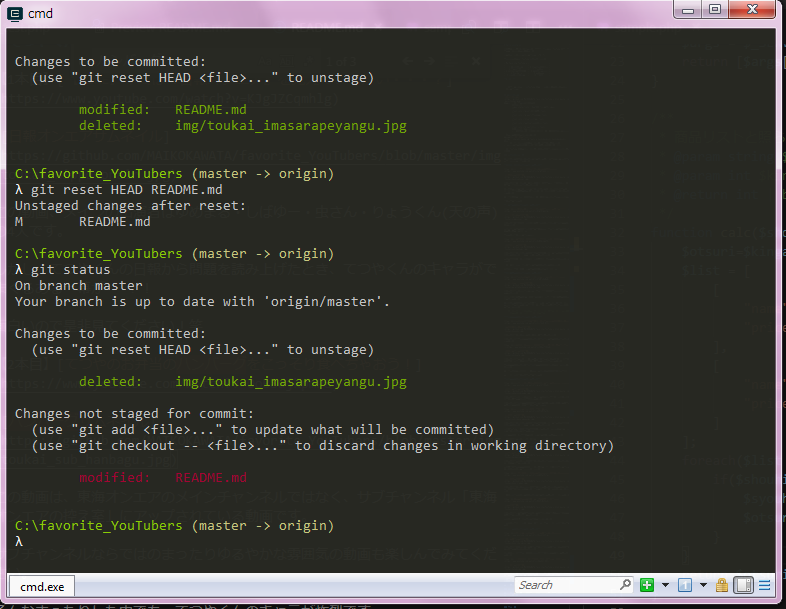 cmd
Changes to be committed:
(use "git reset HEAD <file>..." to unstage)
modified: README.md
deleted: img/toukai_imasarapeyangu.jpg
C:\favorite_YouTubers (master -> origin)
λ git reset HEAD README.md
Unstaged changes after reset:
M README.md
C:\favorite_YouTubers (master -> origin)
λ git status
On branch master
Your branch is up to date with 'origin/master'.
Changes to be committed:
(use "git reset HEAD <file>..." to unstage)
deleted: img/toukai_imasarapeyangu.jpg
Changes not staged for commit:
(use "git add <file>..." to update what will be committed)
(use "git checkout -- <file>..." to discard changes in working directory)
modified: README.md
C:\favorite_YouTubers (master -> origin)
λ
cmd.exe
Search